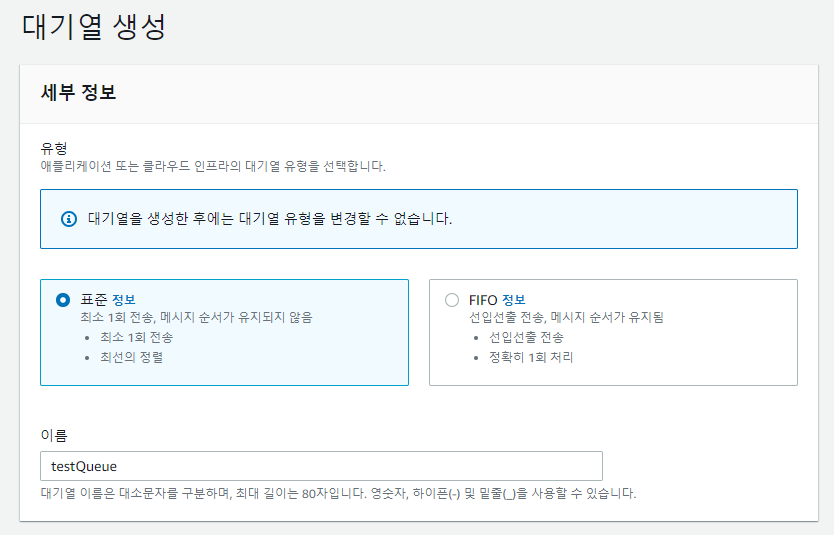 대기열 생성
세부 정보
유형
애플리케이션 또는 클라우드 인프라의 대기열 유형을 선택합니다.
대기열을 생성한 후에는 대기열 유형을 변경할 수 없습니다.
표준 정보
최소 1회 전송, 메시지 순서가 유지되지 않음
• 최소 1회 전송
• 최선의 정렬
FIFO 정보
선입선출 전송, 메시지 순서가 유지됨
• 선입선출 전송
• 정확히 1회 처리
이름
testQueue
대기열 이름은 대소문자를 구분하며, 최대 길이는 80자입니다. 영숫자, 하이픈(-) 및 밑줄(_)을 사용할 수 있습니다.